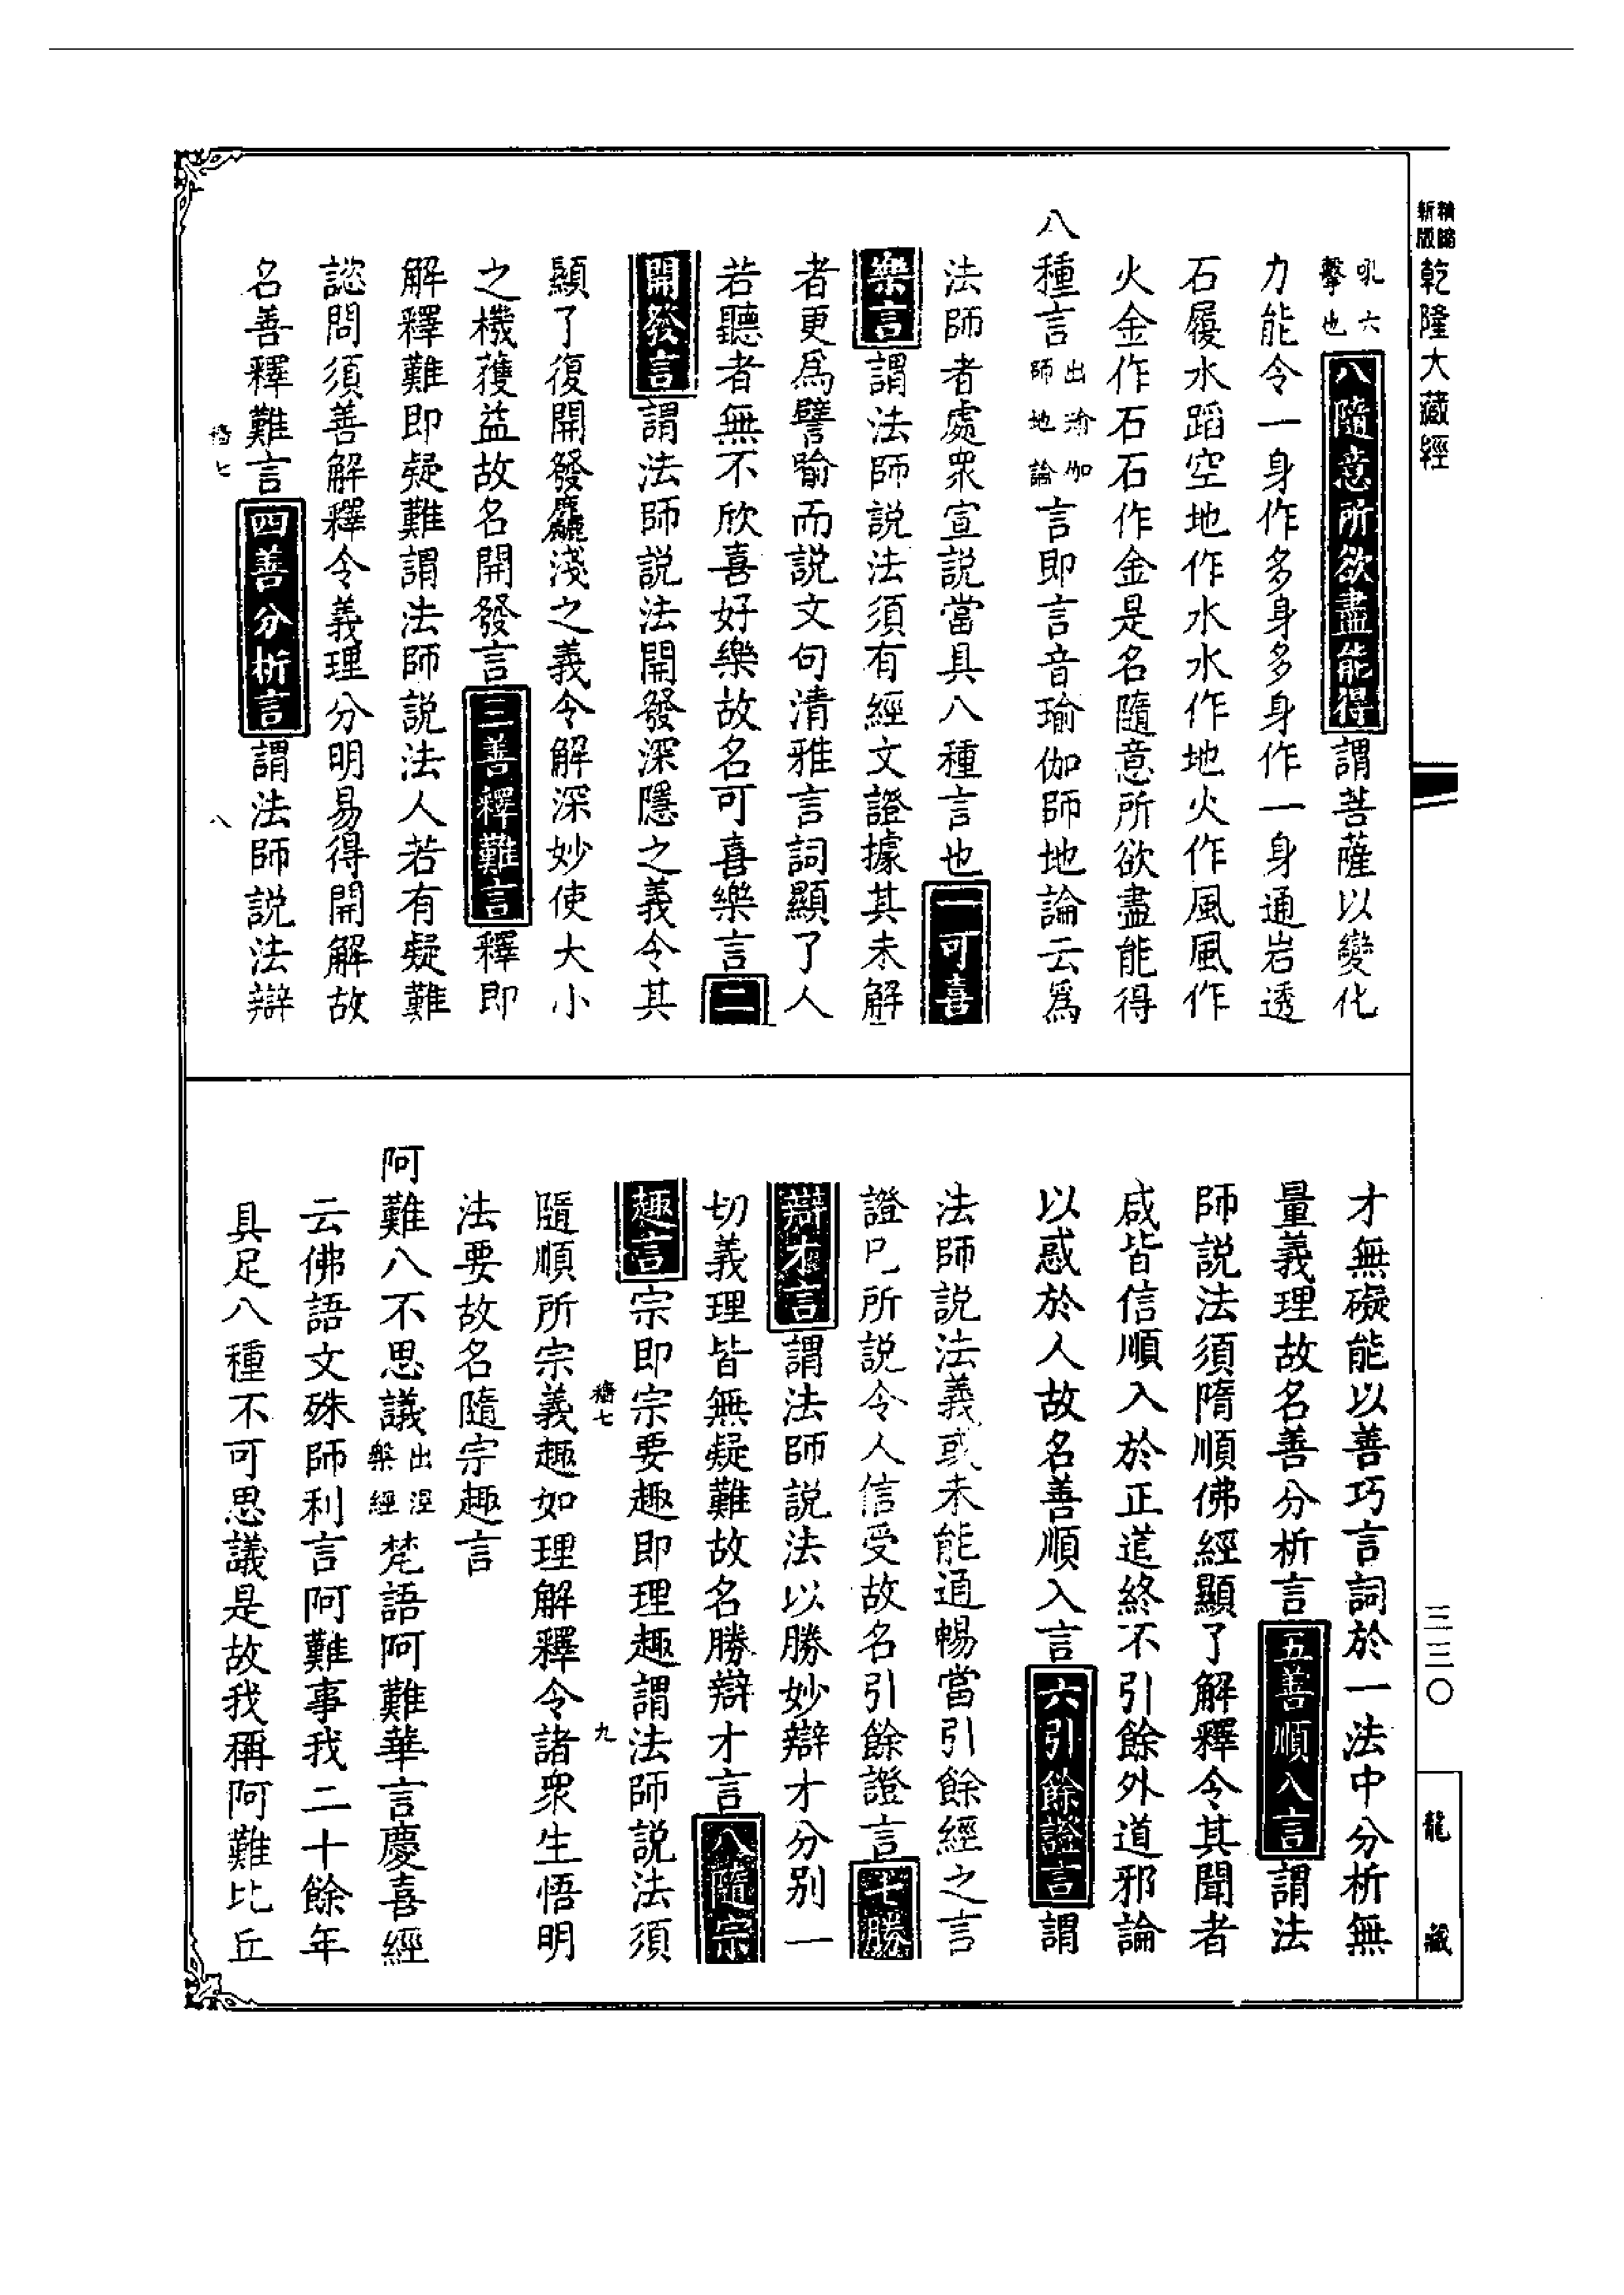 新版 精縮 乾隆大藏經
吼六擊也八隨意所欲盡能得謂菩薩以變化
力能令一身作多身多身作一身通岩透
石履水蹈空地作水水作地火作風風作
火金作石石作金是名隨意所欲盡能得
八種言出瑜伽師地論言即言音瑜伽師地論云爲
法師者處眾宣説當具八種言也一可喜
樂言謂法師説法須有經文證據其未解
者更爲譬喻而説文句清雅言詞顯了人
若聽者無不欣喜好樂故名可喜樂言二
開發言謂法師説法開發深隱之義令其
顯了復開發麤淺之義令解深妙使大小
之機獲益故名開發言三善釋難言釋即
解釋難即疑難謂法師説法人若有疑難
諮問須善解釋令義理分明易得開解故
名善釋難言四善分析言謂法師説法辯
八
才無礙能以善巧言詞於一法中分析無
量義理故名善分析言五善順入言謂法
師説法須隋順佛經顯了解釋令其聞者
咸皆信順入於正道終不引餘外道邪論
以惑於人故名善順入言六引餘證言謂
法師説法義或未能通暢當引餘經之言
證巳所説令人信受故名引餘證言七勝
辯才言謂法師説法以勝妙辯才分别一
切義理皆無疑難故名勝辯才言八隨宗
趣言宗即宗要趣即理趣謂法師説法須
九
隨順所宗義趣如理解釋令諸眾生悟明
法要故名隨宗趣言
阿難八不思議出涅槃經梵語阿難華言慶喜經
云佛語文殊師利言阿難事我二十餘年
具足八種不可思議是故我稱阿難比丘
三三〇
龍藏